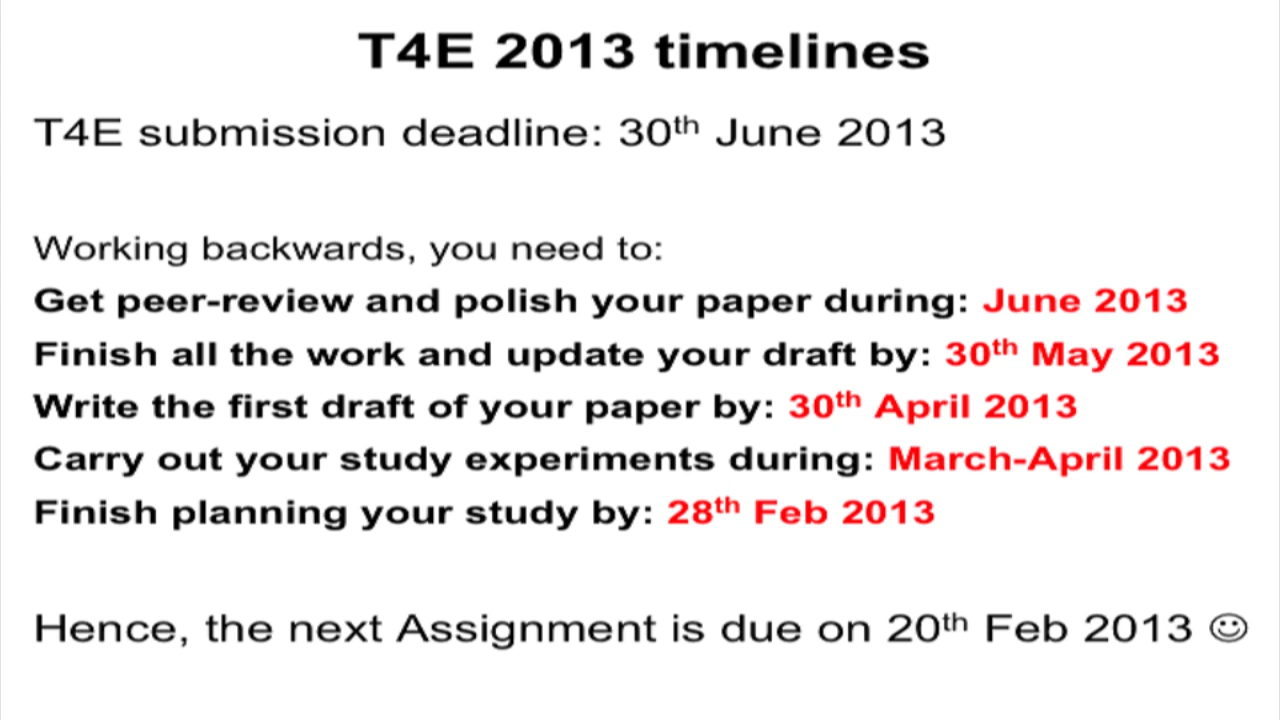 T4E 2013 timelines
T4E submission deadline: 30th June 2013
Working backwards, you need to:
Get peer-review and polish your paper during: June 2013
Finish all the work and update your draft by: 30th May 2013
Write the first draft of your paper by: 30th April 2013
Carry out your study experiments during: March-April 2013
Finish planning your study by: 28th Feb 2013
Hence, the next Assignment is due on 20th Feb 2013 ☺